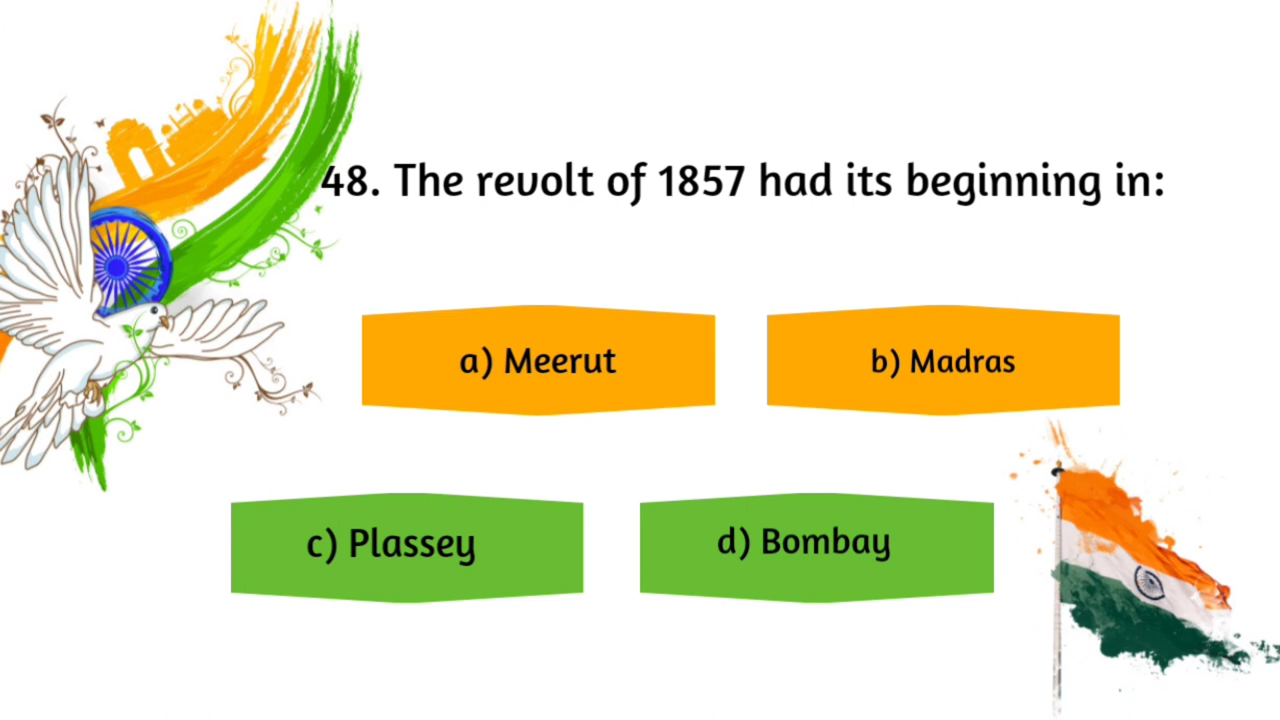 48. The revolt of 1857 had its beginning in:
a) Meerut
b) Madras
c) Plassey
d) Bombay